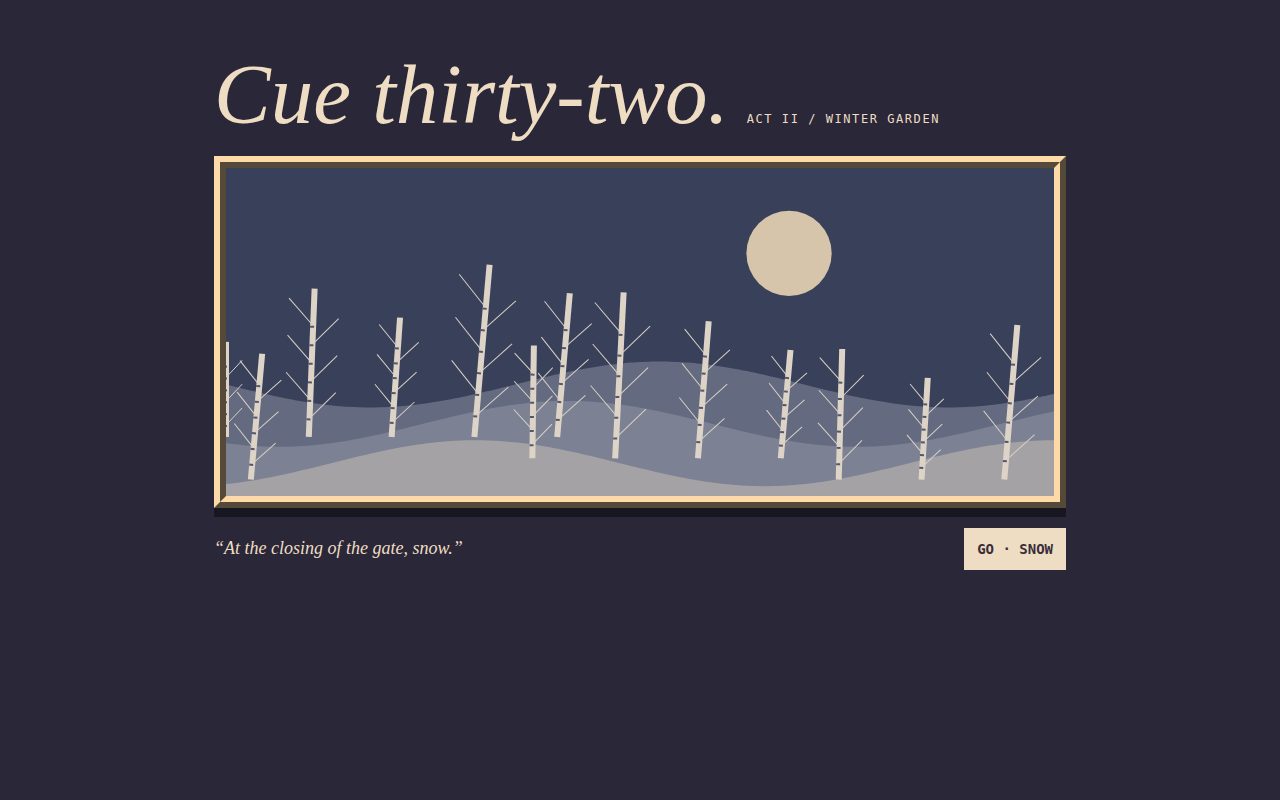 Cue thirty-two. ACT II / WINTER GARDEN
“At the closing of the gate, snow.”
GO · SNOW